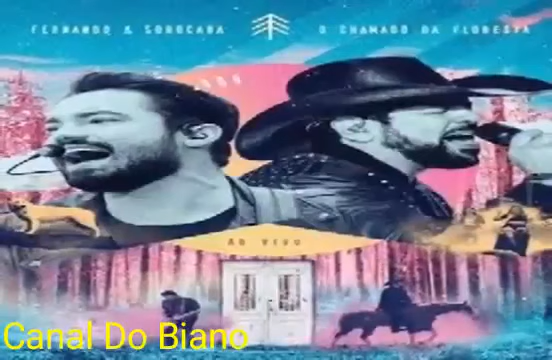 FERNANDO & SOROCABA
O CHAMADO DA FLORESTA
AO VIVO
Canal Do Biano